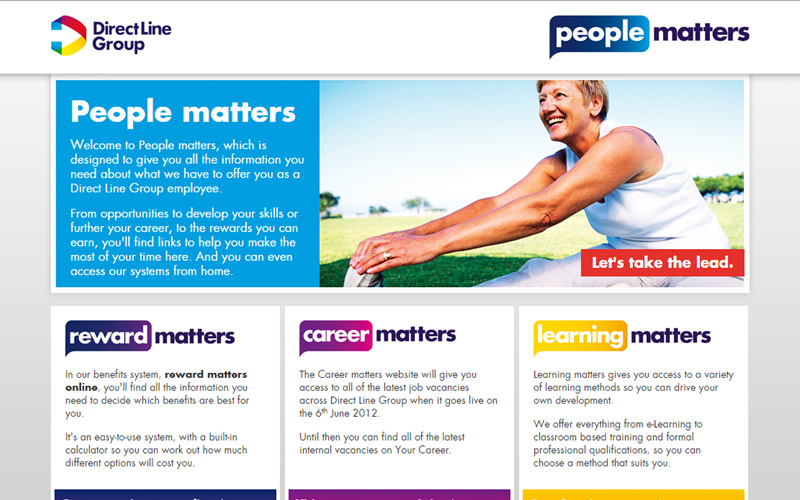 Direct Line
Group
people matters
People matters
Welcome to People matters, which is
designed to give you all the information you
need about what we have to offer you as a
Direct Line Group employee.
From opportunities to develop your skills or
further your career, to the rewards you can
earn, you'll find links to help you make the
most of your time here. And you can even
access our systems from home.
Let's take the lead.
reward matters
In our benefits system, reward matters
online, you'll find all the information you
need to decide which benefits are best for
you.
It's an easy-to-use system, with a built-in
calculator so you can work out how much
different options will cost you.
career matters
The Career matters website will give you
access to all of the latest job vacancies
across Direct Line Group when it goes live on
the 6th June 2012.
Until then you can find all of the latest
internal vacancies on Your Career.
learning matters
Learning matters gives you access to a variety
of learning methods so you can drive your
own development.
We offer everything from e-Learning to
classroom based training and formal
professional qualifications, so you can
choose a method that suits you.